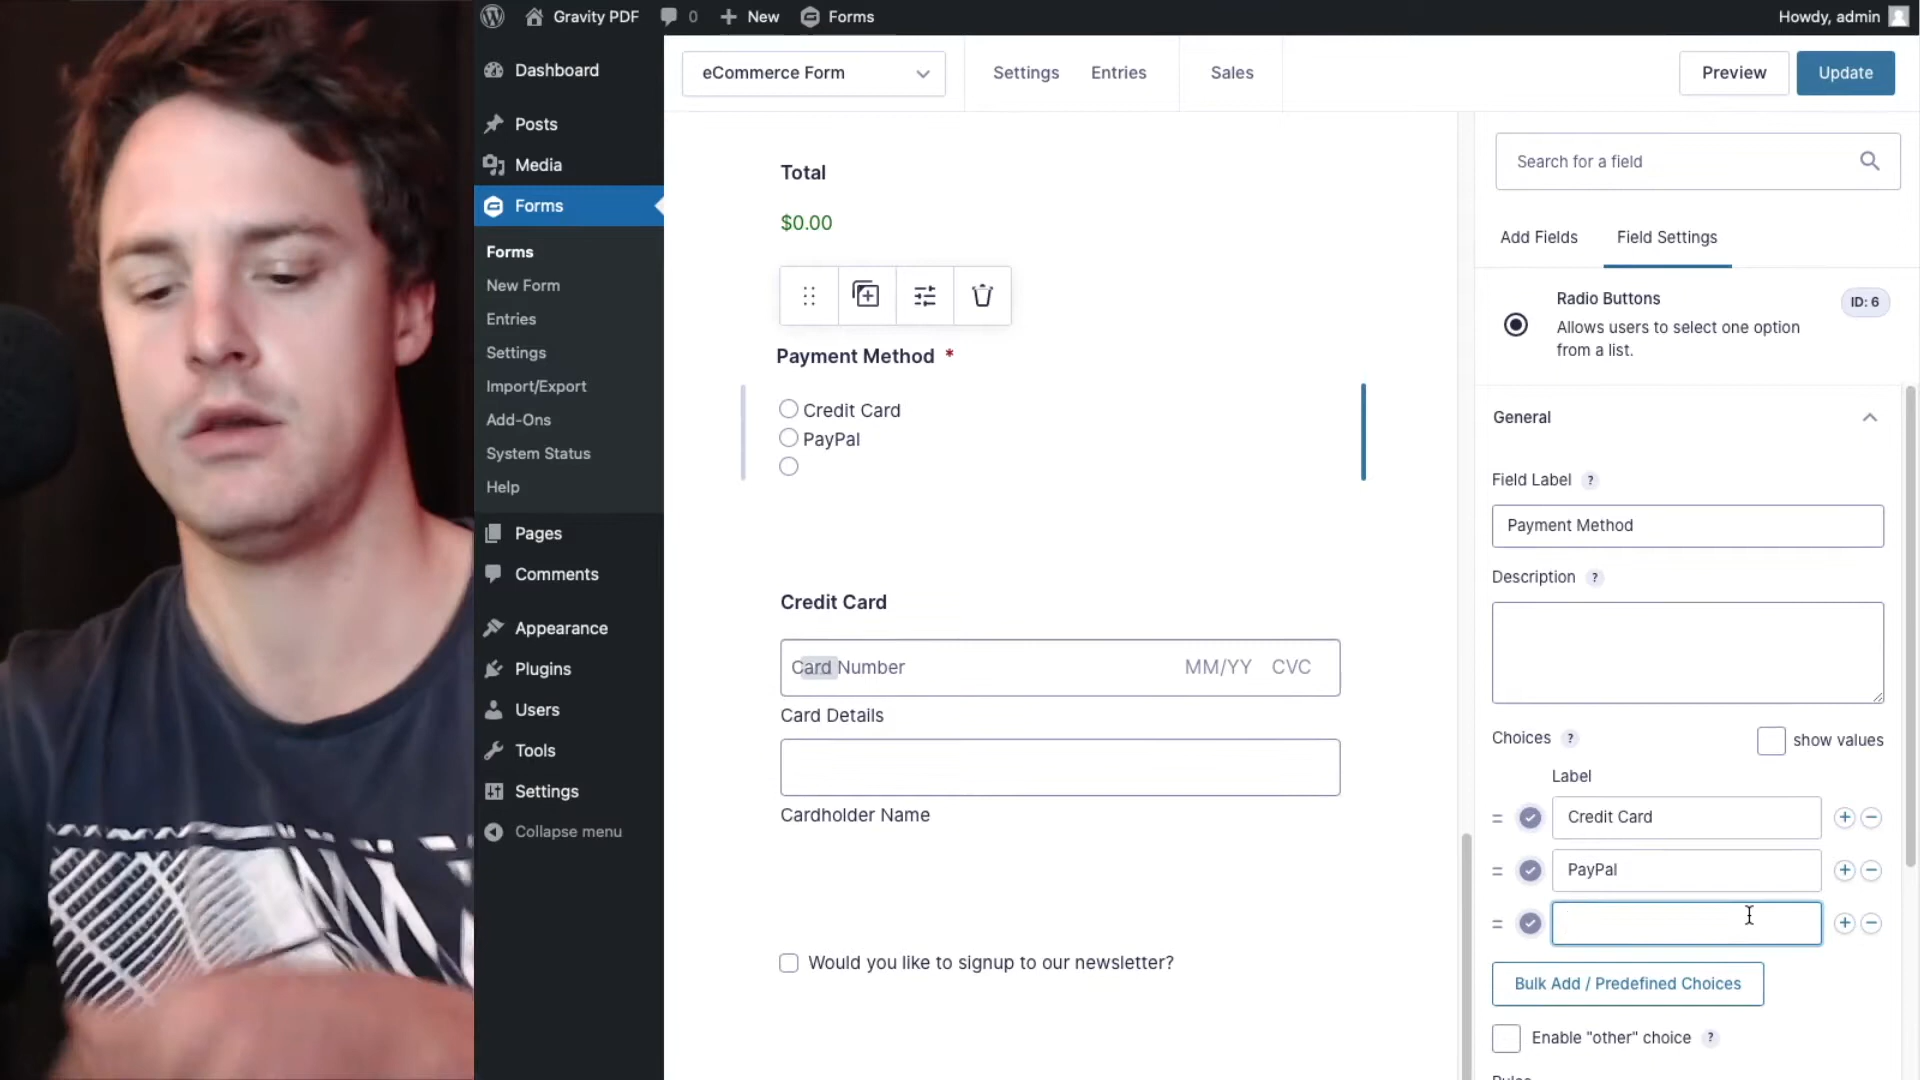 Gravity PDF
0
New
Forms
Howdy, admin
Dashboard
Posts
Media
Forms
Forms
New Form
Entries
Settings
Import/Export
Add-Ons
System Status
Help
Pages
Comments
Appearance
Plugins
Users
Tools
Settings
Collapse menu
eCommerce Form
Settings
Entries
Sales
Preview
Update
Total
$0.00
Payment Method *
Credit Card
PayPal
Credit Card
Card Number MM/YY CVC
Card Details
Cardholder Name
Would you like to signup to our newsletter?
Search for a field
Add Fields
Field Settings
Radio Buttons
ID: 6
Allows users to select one option
from a list.
General
Field Label ?
Payment Method
Description ?
Choices ?
show values
Label
Credit Card
PayPal
Bulk Add / Predefined Choices
Enable "other" choice ?